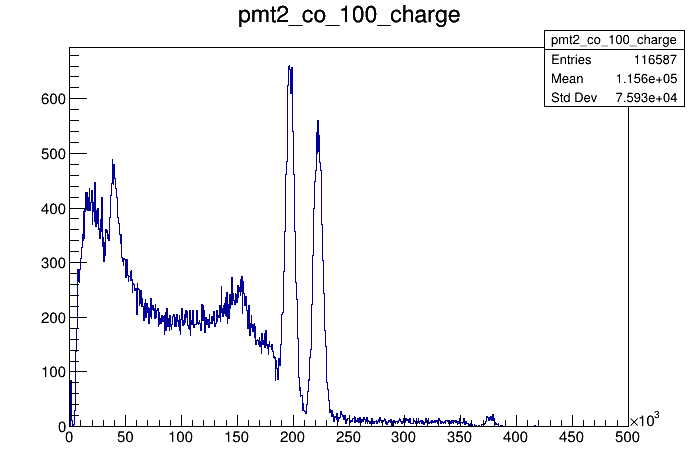 pmt2_co_100_charge
pmt2_co_100_charge
Entries 116587
Mean 1.156e+05
Std Dev 7.593e+04
600
500
400
300
200
100
0
0 50 100 150 200 250 300 350 400 450 500
×10³